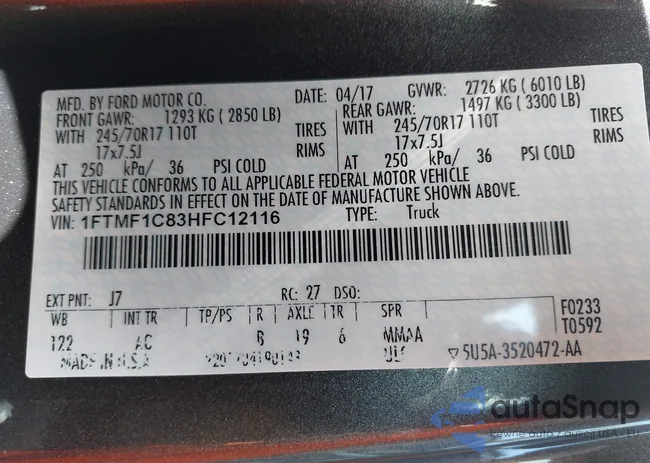 MFD. BY FORD MOTOR CO. DATE: 04/17 GVWR: 2726 KG ( 6010 LB)
FRONT GAWR: 1293 KG ( 2850 LB) REAR GAWR: 1497 KG ( 3300 LB)
WITH 245/70R17 110T TIRES WITH 245/70R17 110T TIRES
17x7.5J RIMS 17x7.5J RIMS
AT 250 kPa/ 36 PSI COLD AT 250 kPa/ 36 PSI COLD
THIS VEHICLE CONFORMS TO ALL APPLICABLE FEDERAL MOTOR VEHICLE
SAFETY STANDARDS IN EFFECT ON THE DATE OF MANUFACTURE SHOWN ABOVE.
VIN: 1FTMF1C83HFC12116 TYPE: Truck
EXT PNT: J7 RC: 27 DSO:
WB INT TR TP/PS R AXLE TR SPR F0233
T0592
122 AC B 19 6 MMAA
MADE IN U.S.A ▽5U5A-3520472-AA
autaSnap